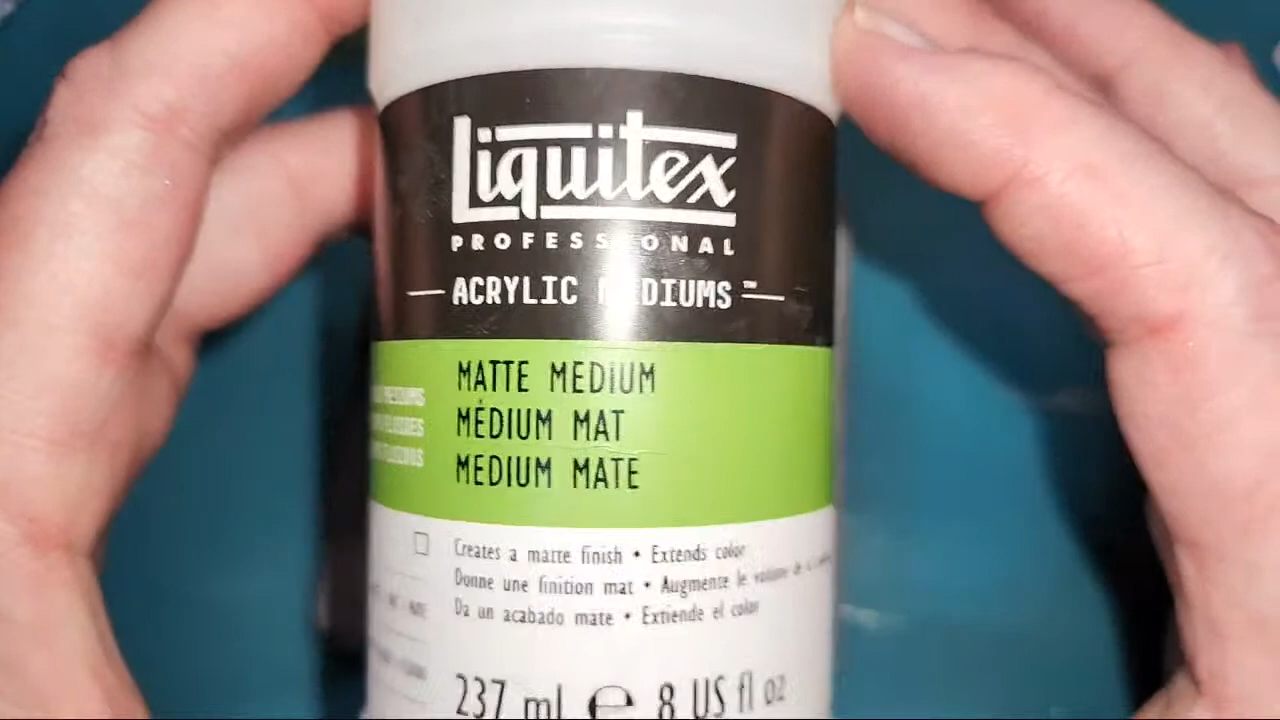 Liquitex
PROFESSIONAL
ACRYLIC MEDIUMS™
MATTE MEDIUM
MÉDIUM MAT
MEDIUM MATE
Creates a matte finish • Extends color
Donne une finition mat • Augmente le
Da un acabado mate • Extiende el color
237 ml ℮ 8 US fl oz